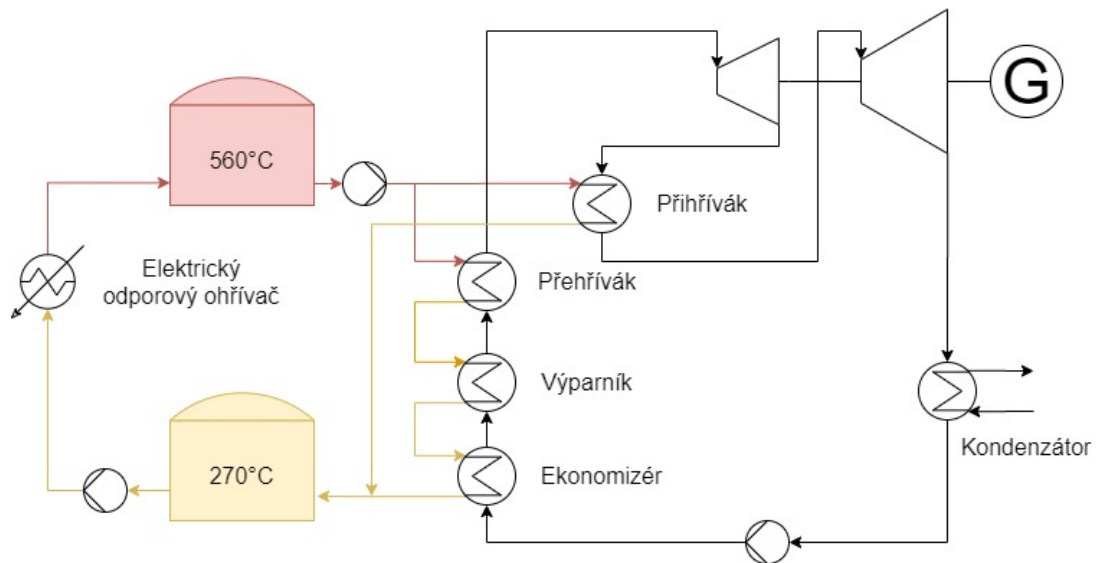 G
560°C
Přihřívák
Elektrický
odporový ohřívač
Přehřívák
Výparník
270°C
Ekonomizér
Kondenzátor